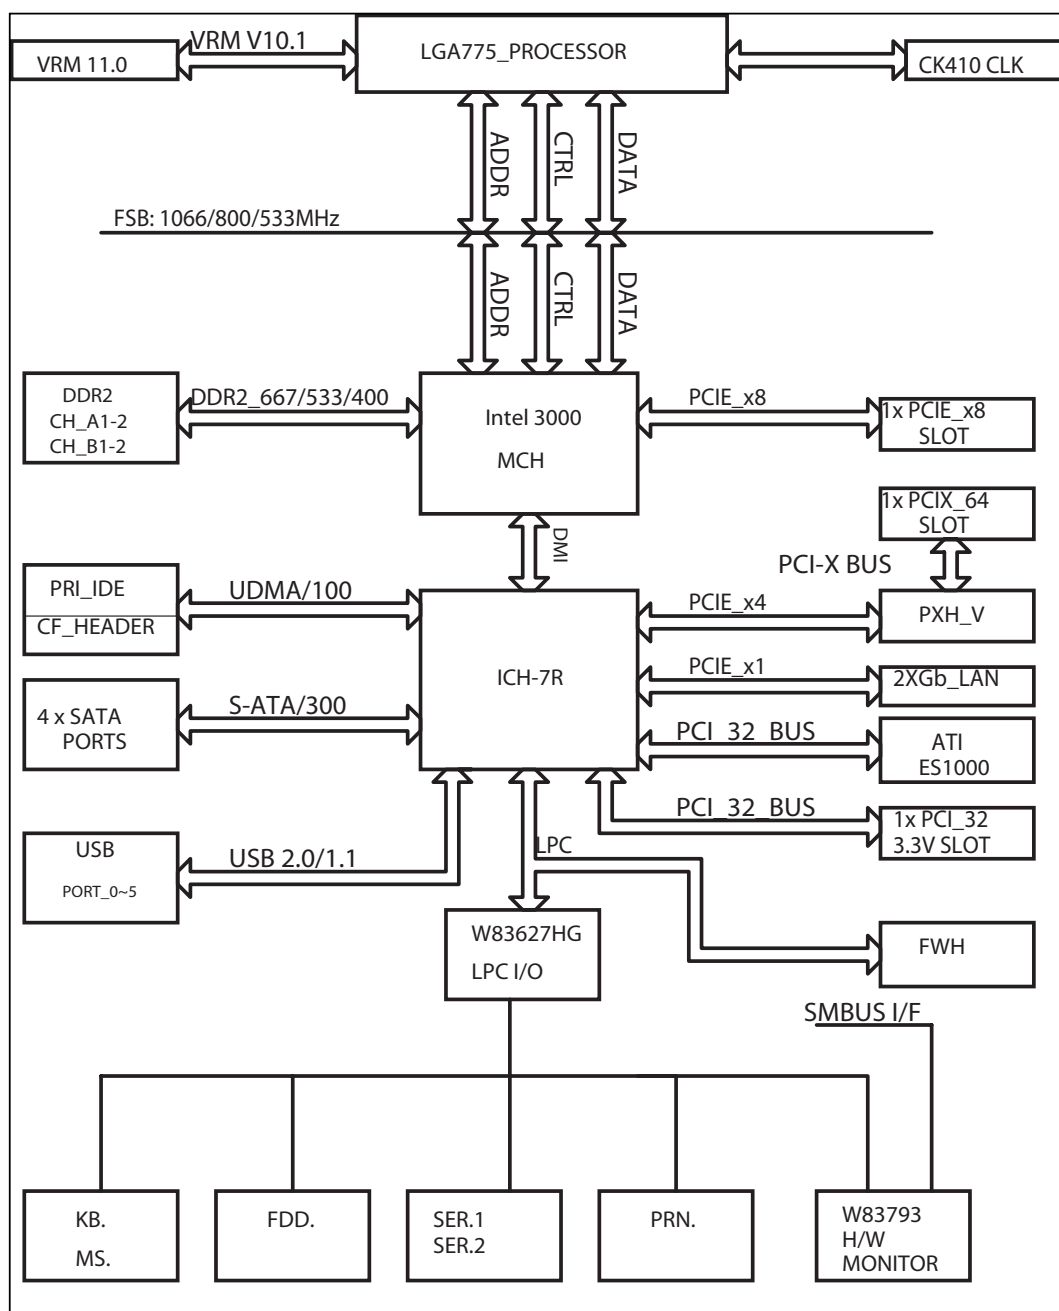 VRM 11.0
VRM V10.1
LGA775_PROCESSOR
CK410 CLK
ADDR
CTRL
DATA
FSB: 1066/800/533MHz
ADDR
CTRL
DATA
DDR2
CH_A1-2
CH_B1-2
DDR2_667/533/400
Intel 3000
MCH
PCIE_x8
1x PCIE_x8
SLOT
1x PCIX_64
SLOT
DMI
PCI-X BUS
PRI_IDE
CF_HEADER
UDMA/100
ICH-7R
PCIE_x4
PXH_V
PCIE_x1
2XGb_LAN
4 x SATA
PORTS
S-ATA/300
PCI_32_BUS
ATI
ES1000
PCI_32_BUS
1x PCI_32
3.3V SLOT
USB
PORT_0~5
USB 2.0/1.1
LPC
W83627HG
LPC I/O
FWH
SMBUS I/F
KB.
MS.
FDD.
SER.1
SER.2
PRN.
W83793
H/W
MONITOR